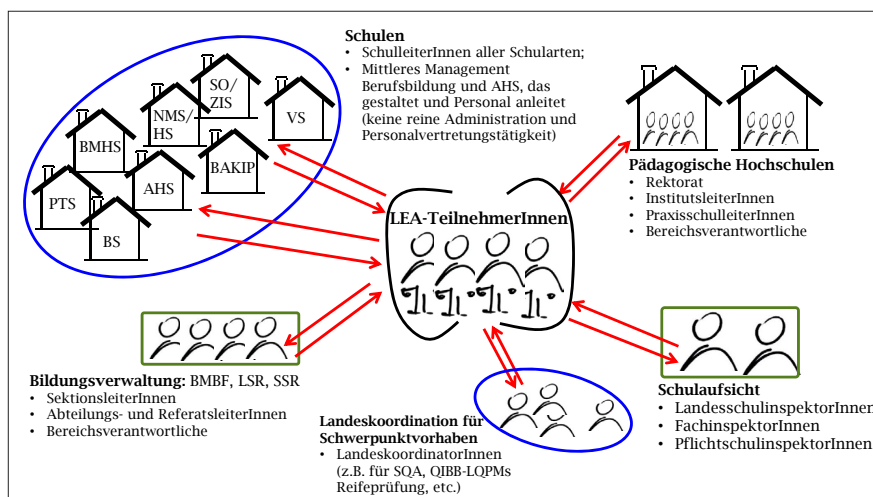 Schulen
• SchulleiterInnen aller Schularten;
• Mittleres Management
Berufsbildung und AHS, das
gestaltet und Personal anleitet
(keine reine Administration und
Personalvertretungstätigkeit)
SO/
ZIS
NMS/
HS
VS
BMHS
BAKIP
AHS
PTS
BS
Pädagogische Hochschulen
• Rektorat
• InstitutsleiterInnen
• PraxisschulleiterInnen
• Bereichsverantwortliche
LEA-TeilnehmerInnen
Bildungsverwaltung: BMBF, LSR, SSR
• SektionsleiterInnen
• Abteilungs- und ReferatsleiterInnen
• Bereichsverantwortliche
Landeskoordination für
Schwerpunktvorhaben
• LandeskoordinatorInnen
(z.B. für SQA, QIBB-LQPMs
Reifeprüfung, etc.)
Schulaufsicht
• LandesschulinspektorInnen
• FachinspektorInnen
• PflichtschulinspektorInnen